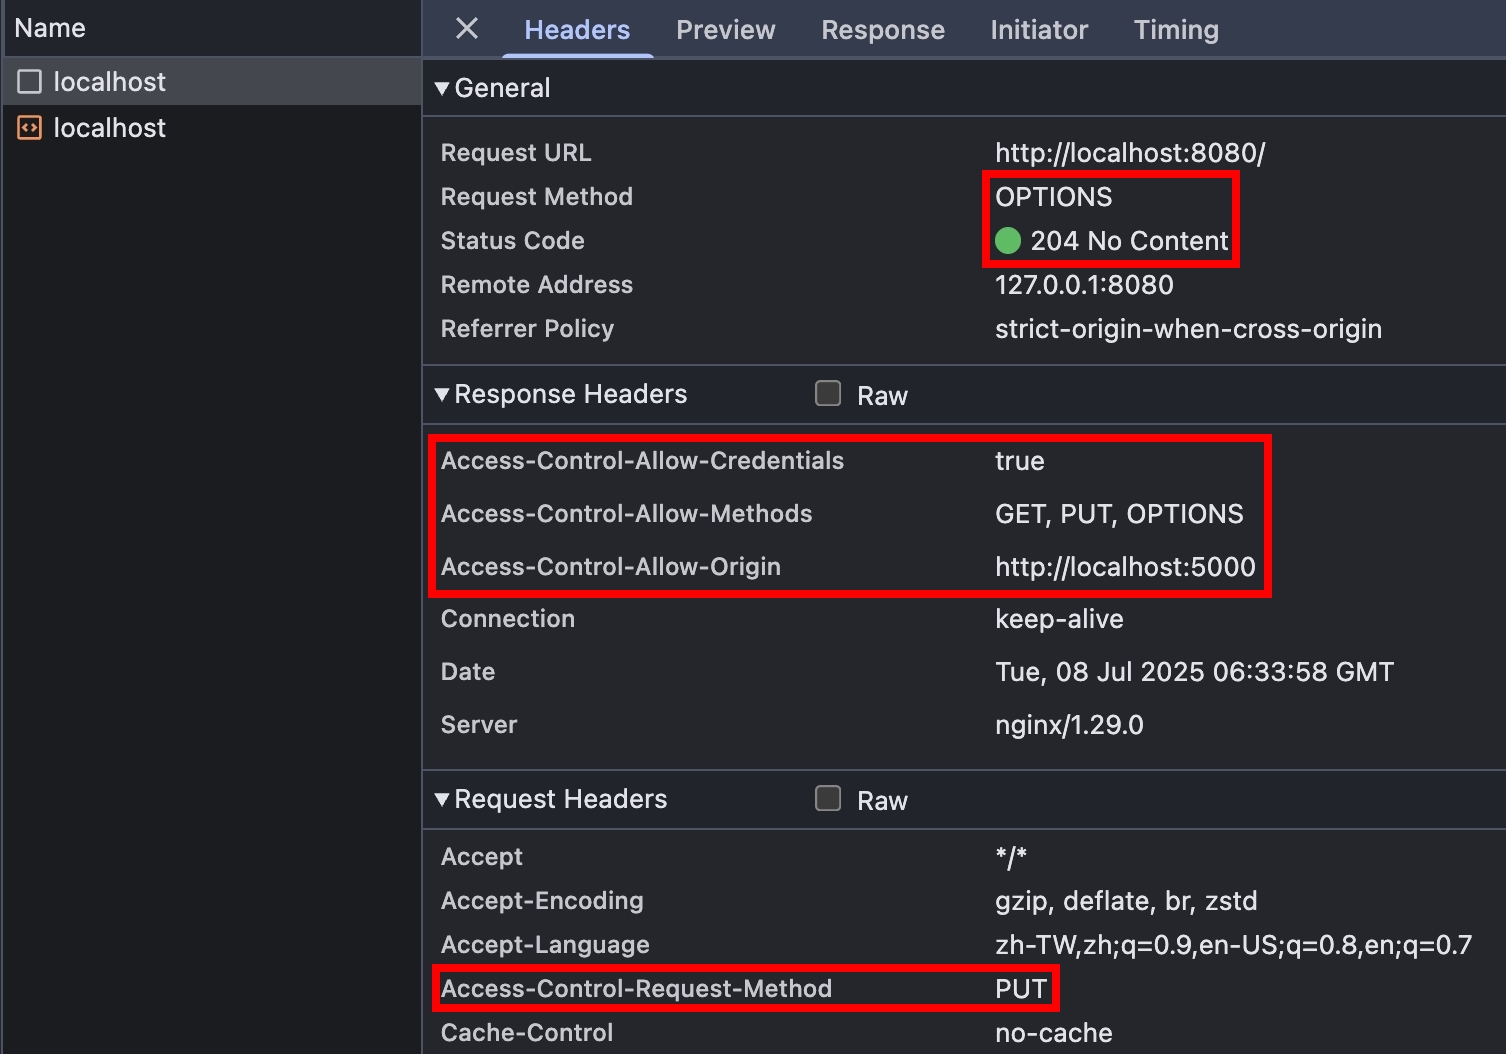 Name
localhost
localhost
Headers Preview Response Initiator Timing
General
Request URL http://localhost:8080/
Request Method OPTIONS
Status Code 204 No Content
Remote Address 127.0.0.1:8080
Referrer Policy strict-origin-when-cross-origin
Response Headers Raw
Access-Control-Allow-Credentials true
Access-Control-Allow-Methods GET, PUT, OPTIONS
Access-Control-Allow-Origin http://localhost:5000
Connection keep-alive
Date Tue, 08 Jul 2025 06:33:58 GMT
Server nginx/1.29.0
Request Headers Raw
Accept */*
Accept-Encoding gzip, deflate, br, zstd
Accept-Language zh-TW,zh;q=0.9,en-US;q=0.8,en;q=0.7
Access-Control-Request-Method PUT
Cache-Control no-cache